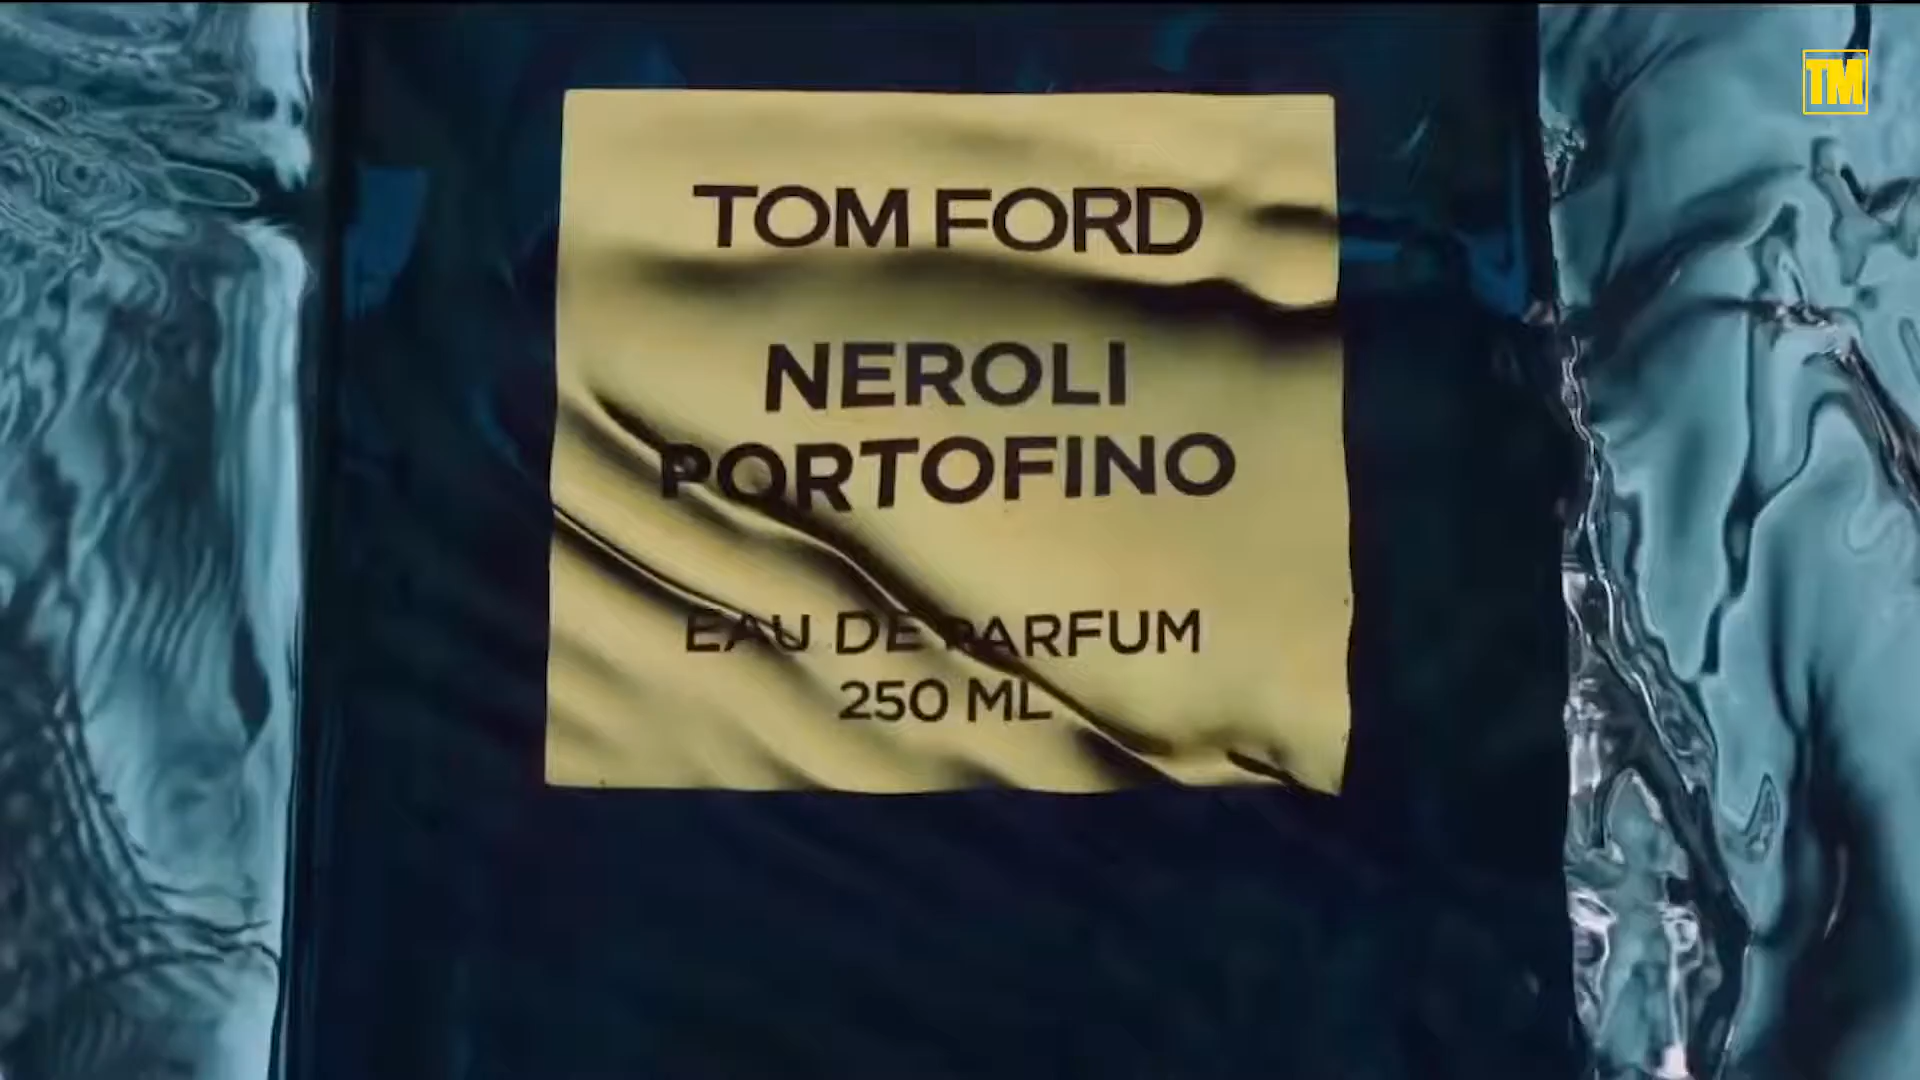 TM
TOM FORD
NEROLI
PORTOFINO
EAU DE PARFUM
250 ML